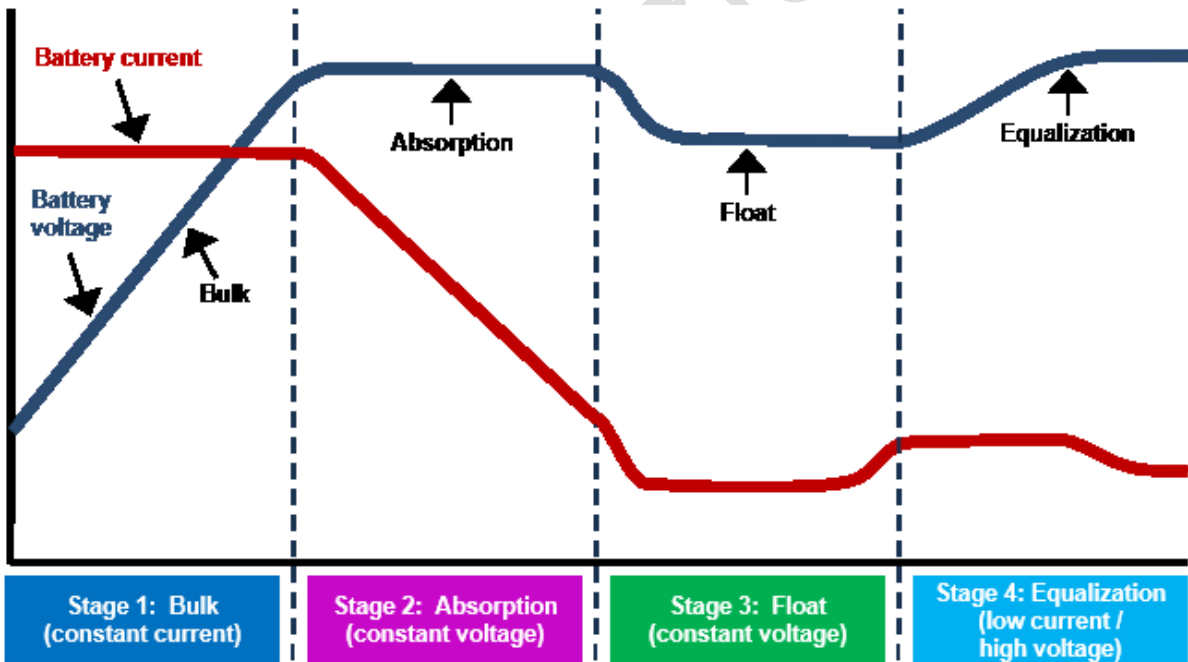 Battery current
Absorption
Equalization
Battery
voltage
Float
Bulk
Stage 1: Bulk
(constant current)
Stage 2: Absorption
(constant voltage)
Stage 3: Float
(constant voltage)
Stage 4: Equalization
(low current /
high voltage)